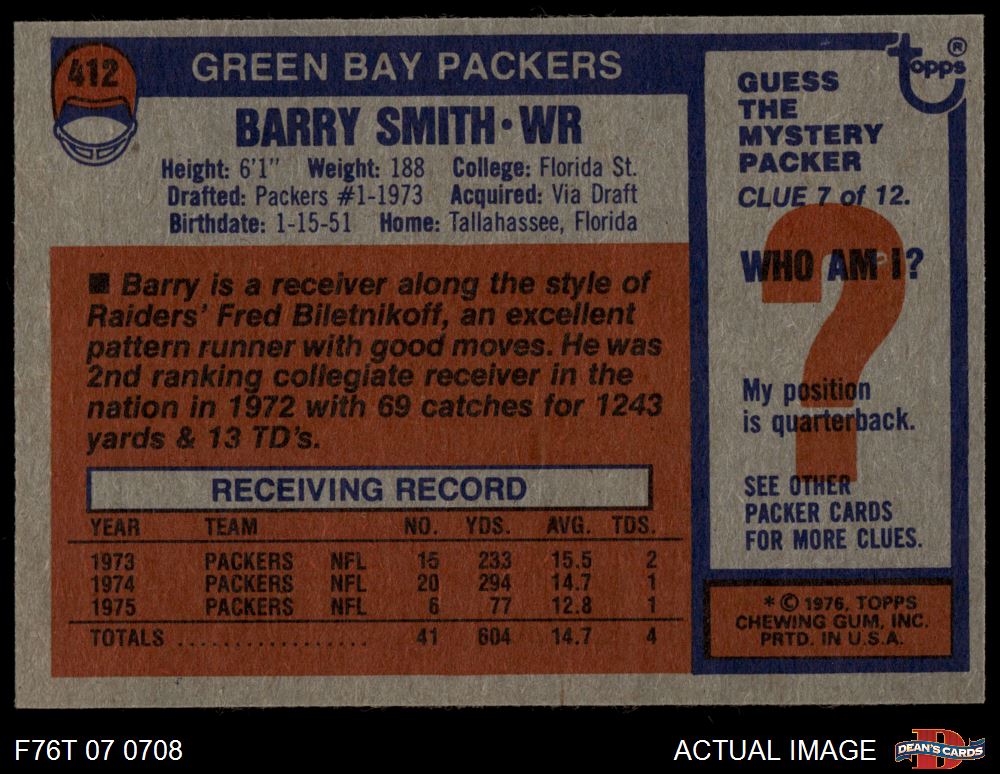 412
GREEN BAY PACKERS
BARRY SMITH • WR
Height: 6'1" Weight: 188 College: Florida St.
Drafted: Packers #1-1973 Acquired: Via Draft
Birthdate: 1-15-51 Home: Tallahassee, Florida
■ Barry is a receiver along the style of
Raiders' Fred Biletnikoff, an excellent
pattern runner with good moves. He was
2nd ranking collegiate receiver in the
nation in 1972 with 69 catches for 1243
yards & 13 TD's.
RECEIVING RECORD
YEAR TEAM NO. YDS. AVG. TDS.
1973 PACKERS NFL 15 233 15.5 2
1974 PACKERS NFL 20 294 14.7 1
1975 PACKERS NFL 6 77 12.8 1
TOTALS .................. 41 604 14.7 4
topps ®
GUESS
THE
MYSTERY
PACKER
CLUE 7 of 12.
WHO AM I?
?
My position
is quarterback.
SEE OTHER
PACKER CARDS
FOR MORE CLUES.
* © 1976, TOPPS
CHEWING GUM, INC.
PRTD. IN U.S.A.
F76T 07 0708
ACTUAL IMAGE
D
DEAN'S CARDS